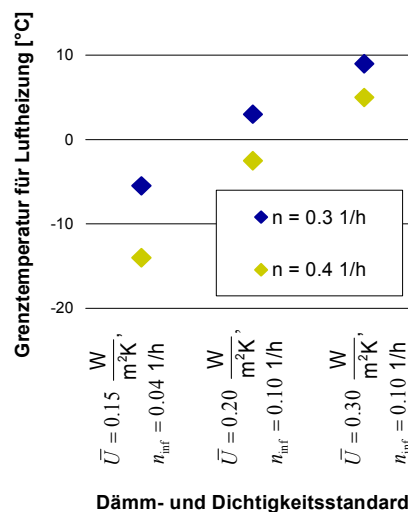 Grenztemperatur für Luftheizung [°C]
10
0
-10
-20
n = 0.3 1/h
n = 0.4 1/h
U̅ = 0.15 W/m²K,
n_inf = 0.04 1/h
U̅ = 0.20 W/m²K,
n_inf = 0.10 1/h
U̅ = 0.30 W/m²K,
n_inf = 0.10 1/h
Dämm- und Dichtigkeitsstandard